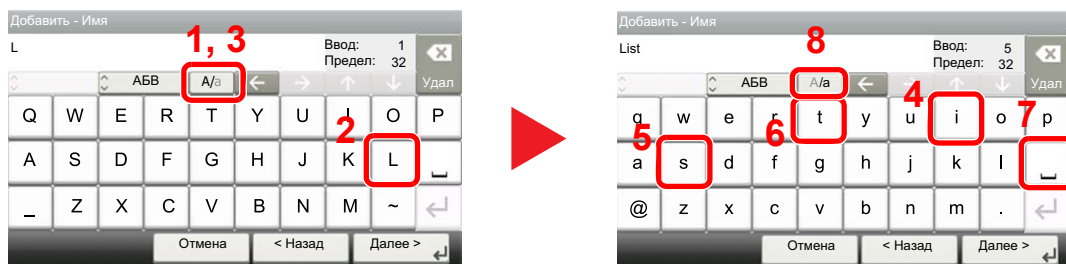 Добавить - Имя
L
1, 3
Ввод: 1
Предел: 32
АБВ A/a Удал
Q W E R T Y U I O P
2
A S D F G H J K L
_ Z X C V B N M ~
Отмена < Назад Далее >
Добавить - Имя
List
8
Ввод: 5
Предел: 32
АБВ A/a Удал
4
q w e r t y u i o p
5 6 7
a s d f g h j k l
@ z x c v b n m .
Отмена < Назад Далее >